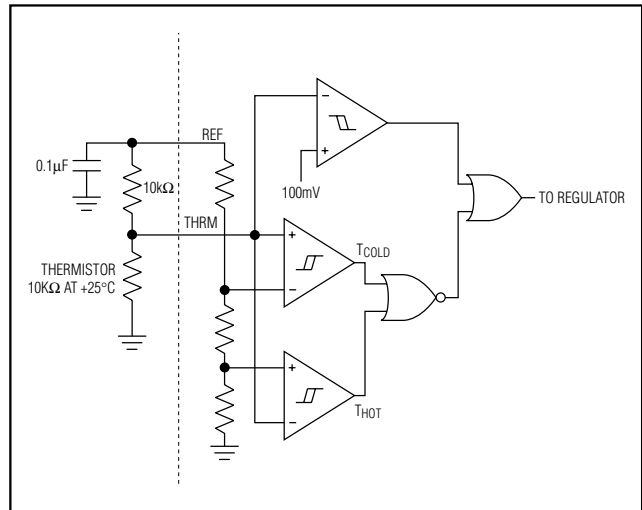 REF
0.1µF
10kΩ
100mV
TO REGULATOR
THRM
THERMISTOR
10KΩ AT +25°C
TCOLD
THOT
−
+
+
−
+
−